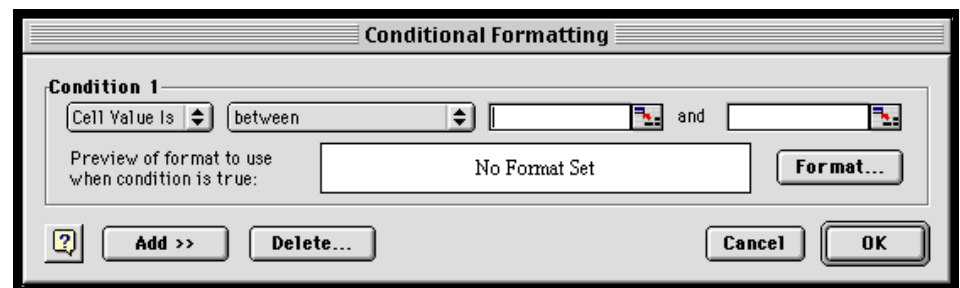 Conditional Formatting
Condition 1
Cell Value Is between and
Preview of format to use
when condition is true:
No Format Set
Format...
? Add >> Delete... Cancel OK